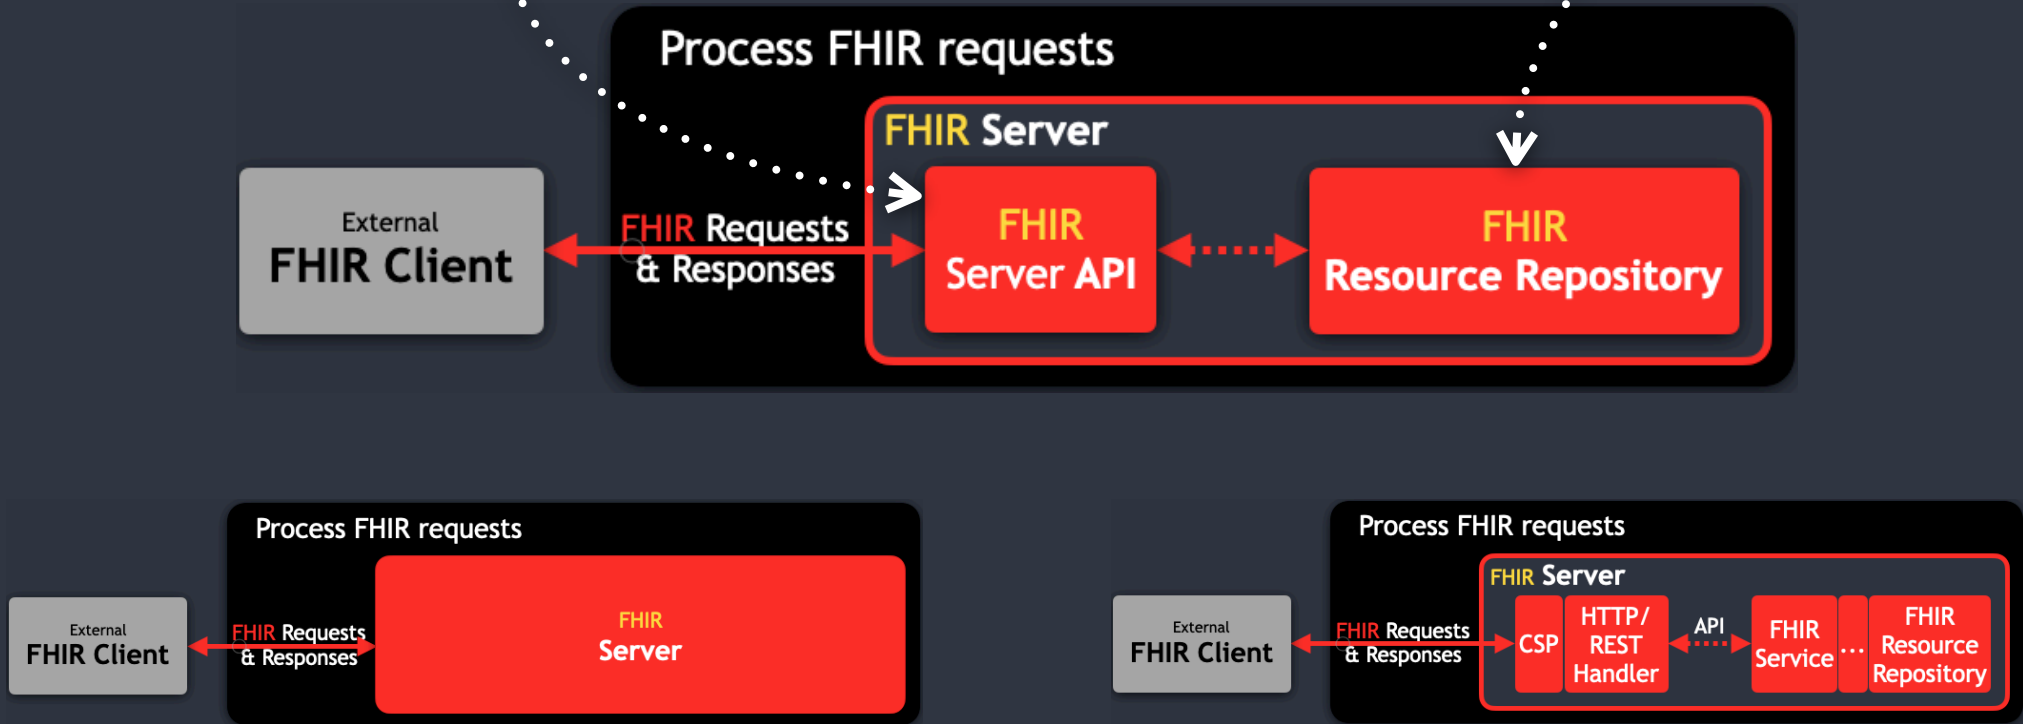 Process FHIR requests
FHIR Server
External
FHIR Client
FHIR Requests
& Responses
FHIR
Server API
FHIR
Resource Repository
Process FHIR requests
External
FHIR Client
FHIR Requests
& Responses
FHIR
Server
Process FHIR requests
FHIR Server
External
FHIR Client
FHIR Requests
& Responses
CSP
HTTP/
REST
Handler
API
FHIR
Service
...
FHIR
Resource
Repository